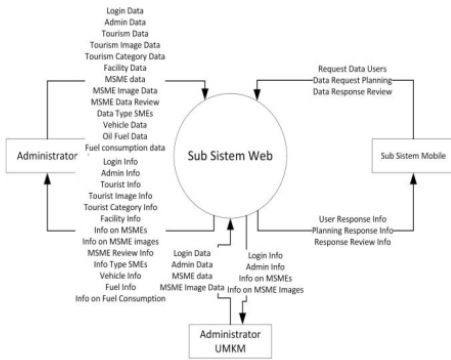 Login Data
Admin Data
Tourism Data
Tourism Image Data
Tourism Category Data
Facility Data
MSME data
MSME Image Data
MSME Data Review
Data Type SMEs
Vehicle Data
Oil Fuel Data
Fuel consumption data
Request Data Users
Data Request Planning
Data Response Review
Administrator
Sub Sistem Web
Sub Sistem Mobile
Login Info
Admin Info
Tourist Info
Tourist Image Info
Tourist Category Info
Facility Info
Info on MSMEs
Info on MSME images
MSME Review Info
Info Type SMEs
Vehicle Info
Fuel Info
Info on Fuel Consumption
User Response Info
Planning Response Info
Response Review Info
Login Data
Admin Data
MSME data
MSME Image Data
Login Info
Admin Info
Info on MSMEs
Info on MSME Images
Administrator
UMKM